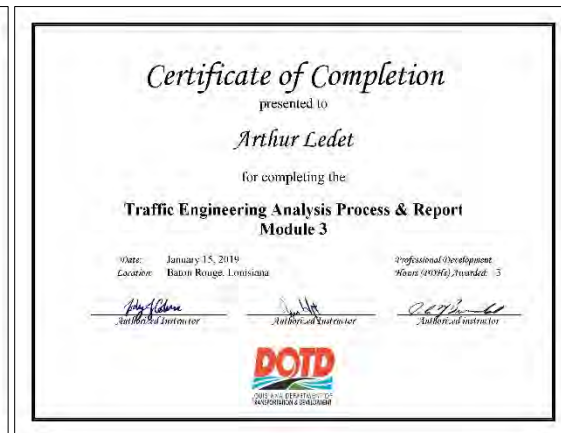 Certificate of Completion
presented to
Arthur Ledet
for completing the
Traffic Engineering Analysis Process & Report
Module 3
Date: January 15, 2019
Location: Baton Rouge, Louisiana
Professional Development
Hours (PDHs) Awarded: 3
Authorized Instructor
Authorized Instructor
Authorized Instructor
DOTD
LOUISIANA DEPARTMENT OF
TRANSPORTATION & DEVELOPMENT